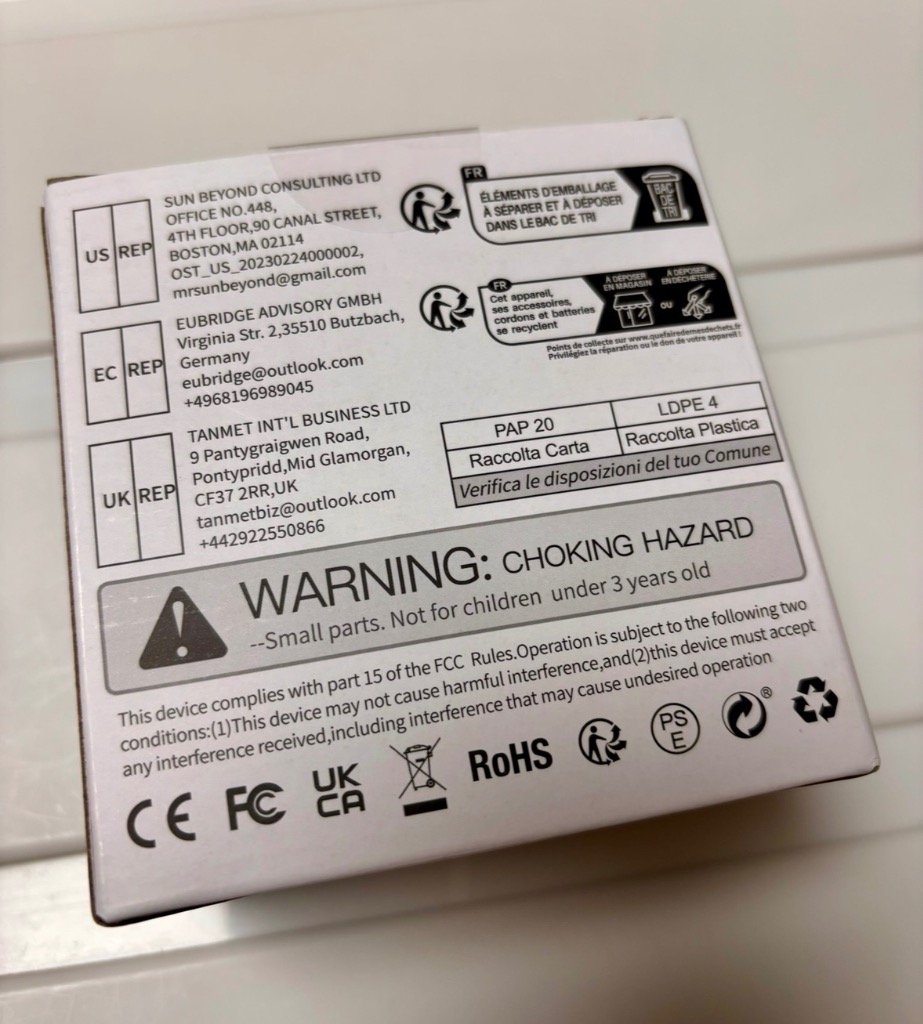 US REP
SUN BEYOND CONSULTING LTD
OFFICE NO.448,
4TH FLOOR,90 CANAL STREET,
BOSTON,MA 02114
OST_US_20230224000002,
mrsunbeyond@gmail.com
EC REP
EUBRIDGE ADVISORY GMBH
Virginia Str. 2,35510 Butzbach,
Germany
eubridge@outlook.com
+4968196989045
UK REP
TANMET INT'L BUSINESS LTD
9 Pantygraigwen Road,
Pontypridd,Mid Glamorgan,
CF37 2RR,UK
tanmetbiz@outlook.com
+442922550866
FR
ÉLÉMENTS D'EMBALLAGE
À SÉPARER ET À DÉPOSER
DANS LE BAC DE TRI
BAC
DE
TRI
FR
Cet appareil,
ses accessoires,
cordons et batteries
se recyclent
À DÉPOSER
EN MAGASIN
OU
À DÉPOSER
EN DÉCHÈTERIE
Points de collecte sur www.quefairedemesdechets.fr
Privilégiez la réparation ou le don de votre appareil !
PAP 20
LDPE 4
Raccolta Carta
Raccolta Plastica
Verifica le disposizioni del tuo Comune
WARNING: CHOKING HAZARD
--Small parts. Not for children under 3 years old
This device complies with part 15 of the FCC Rules.Operation is subject to the following two
conditions:(1)This device may not cause harmful interference,and(2)this device must accept
any interference received,including interference that may cause undesired operation
CE
FC
UK
CA
RoHS
PS
E
®